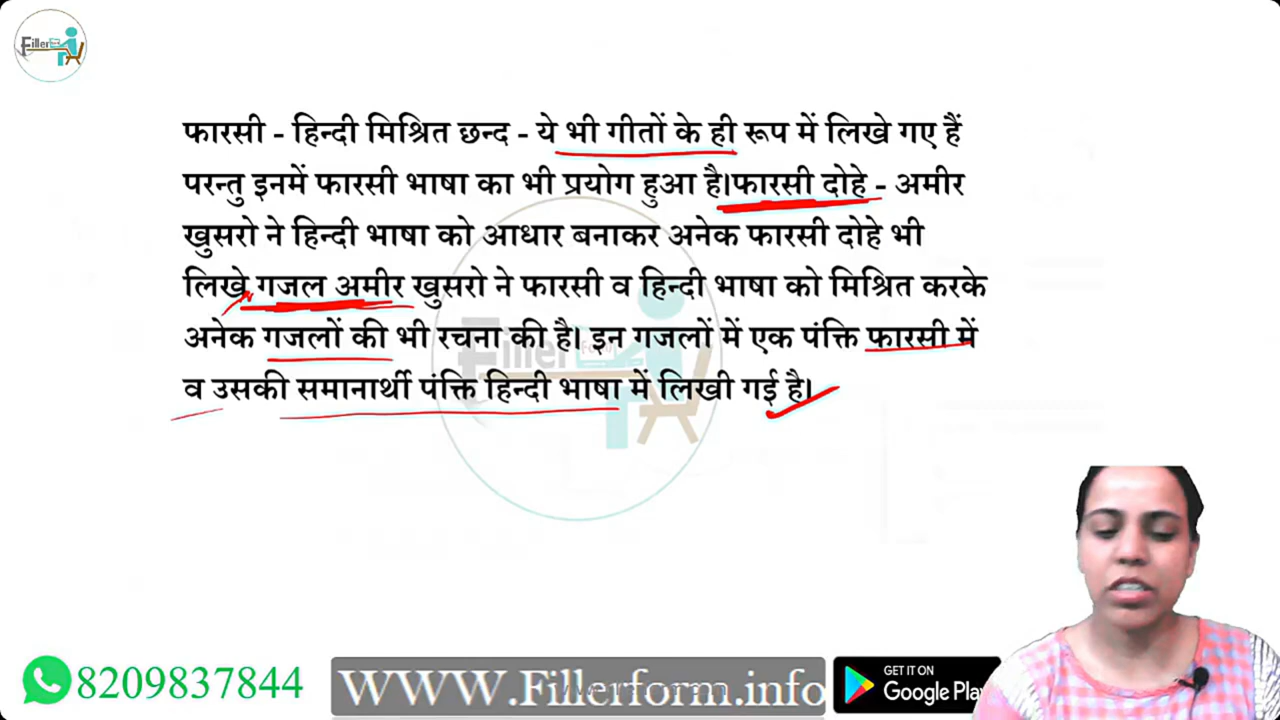 Filler
फारसी - हिन्दी मिश्रित छन्द - ये भी गीतों के ही रूप में लिखे गए हैं
परन्तु इनमें फारसी भाषा का भी प्रयोग हुआ है।फारसी दोहे - अमीर
खुसरो ने हिन्दी भाषा को आधार बनाकर अनेक फारसी दोहे भी
लिखे गजल अमीर खुसरो ने फारसी व हिन्दी भाषा को मिश्रित करके
अनेक गजलों की भी रचना की है। इन गजलों में एक पंक्ति फारसी में
व उसकी समानार्थी पंक्ति हिन्दी भाषा में लिखी गई है।
Filler
8209837844
WWW.Fillerform.info
GET IT ON
Google Play